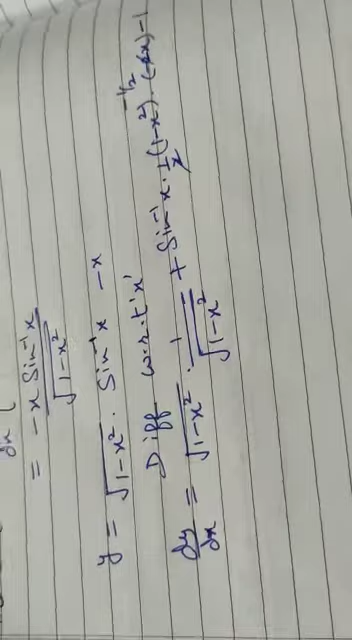 dx (
= -x Sin⁻¹x / √1-x²
y = √1-x² . Sin⁻¹x - x
Diff w.r.t 'x'
dy/dx = √1-x² . 1/√1-x² + Sin⁻¹x . 1/2 (1-x²)^-1/2 . (-2x) - 1